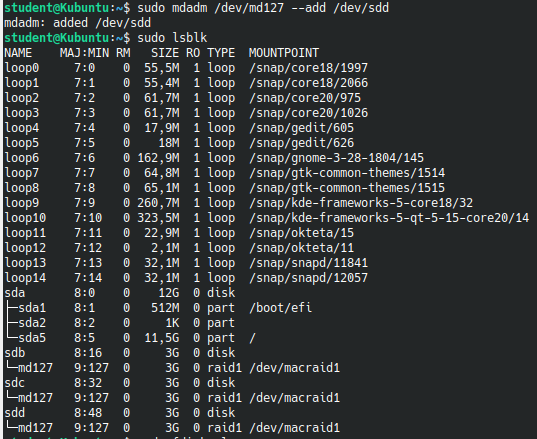 student@Kubuntu:~$ sudo mdadm /dev/md127 --add /dev/sdd
mdadm: added /dev/sdd
student@Kubuntu:~$ sudo lsblk
NAME    MAJ:MIN RM   SIZE RO TYPE  MOUNTPOINT
loop0     7:0    0  55,5M  1 loop  /snap/core18/1997
loop1     7:1    0  55,4M  1 loop  /snap/core18/2066
loop2     7:2    0  61,7M  1 loop  /snap/core20/975
loop3     7:3    0  61,7M  1 loop  /snap/core20/1026
loop4     7:4    0  17,9M  1 loop  /snap/gedit/605
loop5     7:5    0    18M  1 loop  /snap/gedit/626
loop6     7:6    0 162,9M  1 loop  /snap/gnome-3-28-1804/145
loop7     7:7    0  64,8M  1 loop  /snap/gtk-common-themes/1514
loop8     7:8    0  65,1M  1 loop  /snap/gtk-common-themes/1515
loop9     7:9    0 260,7M  1 loop  /snap/kde-frameworks-5-core18/32
loop10    7:10   0 323,5M  1 loop  /snap/kde-frameworks-5-qt-5-15-core20/14
loop11    7:11   0  22,9M  1 loop  /snap/okteta/15
loop12    7:12   0   2,1M  1 loop  /snap/okteta/11
loop13    7:13   0  32,1M  1 loop  /snap/snapd/11841
loop14    7:14   0  32,1M  1 loop  /snap/snapd/12057
sda       8:0    0    12G  0 disk
├─sda1    8:1    0   512M  0 part  /boot/efi
├─sda2    8:2    0     1K  0 part
└─sda5    8:5    0  11,5G  0 part  /
sdb       8:16   0     3G  0 disk
└─md127   9:127  0     3G  0 raid1 /dev/macraid1
sdc       8:32   0     3G  0 disk
└─md127   9:127  0     3G  0 raid1 /dev/macraid1
sdd       8:48   0     3G  0 disk
└─md127   9:127  0     3G  0 raid1 /dev/macraid1